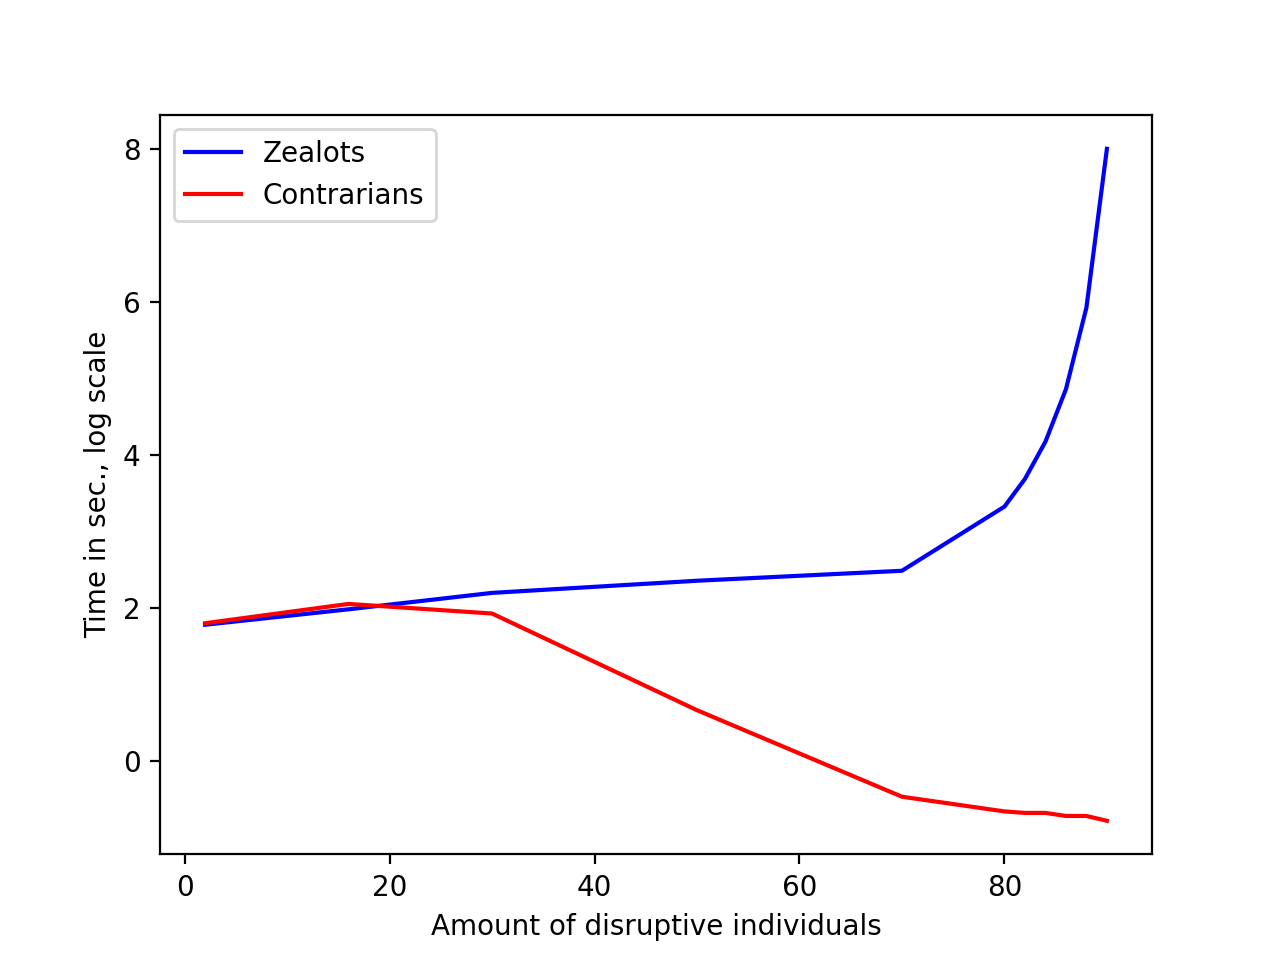 Zealots
Contrarians
8
6
4
2
0
Time in sec., log scale
0 20 40 60 80
Amount of disruptive individuals